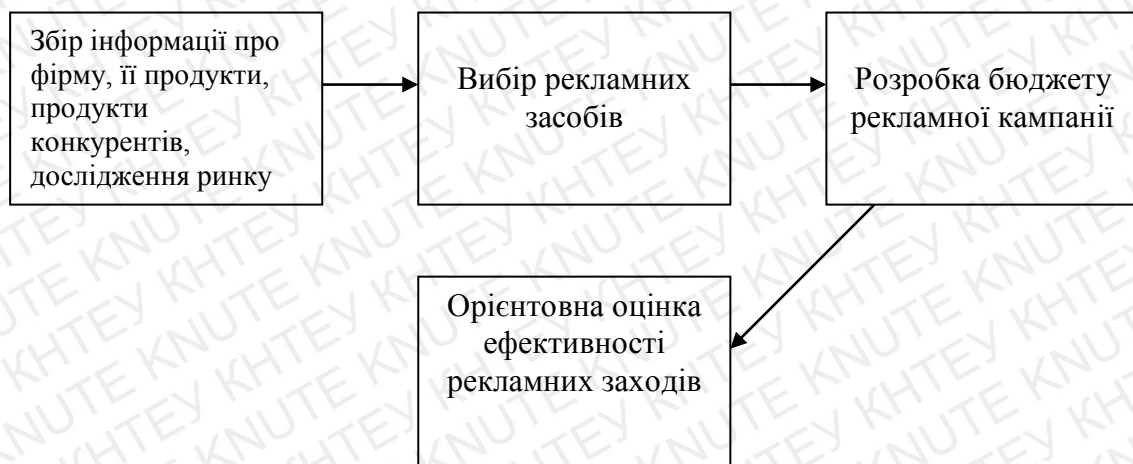 Збір інформації про
фірму, її продукти,
продукти
конкурентів,
дослідження ринку
Вибір рекламних
засобів
Розробка бюджету
рекламної кампанії
Орієнтовна оцінка
ефективності
рекламних заходів